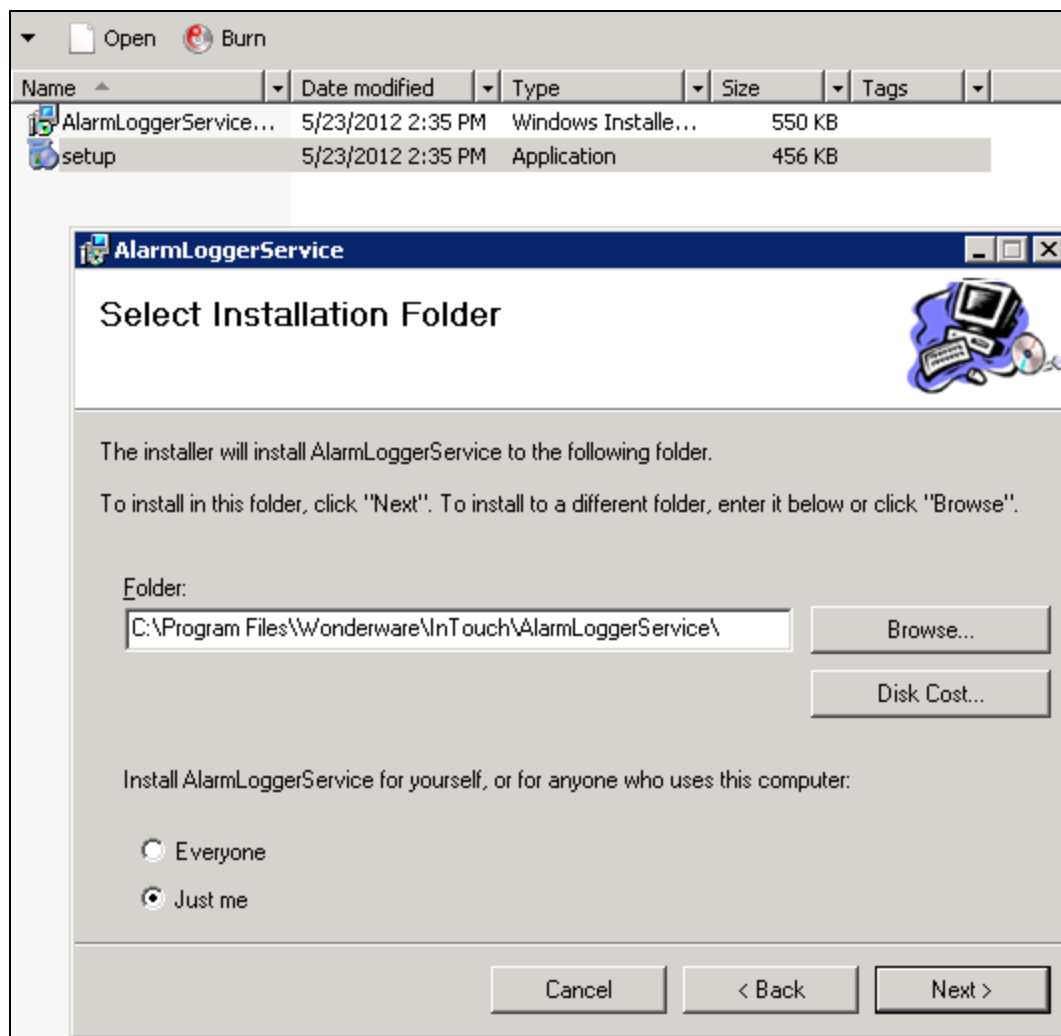 Open Burn
Name Date modified Type Size Tags
AlarmLoggerService... 5/23/2012 2:35 PM Windows Installe... 550 KB
setup 5/23/2012 2:35 PM Application 456 KB
AlarmLoggerService
Select Installation Folder
The installer will install AlarmLoggerService to the following folder.
To install in this folder, click "Next". To install to a different folder, enter it below or click "Browse".
Folder:
C:\Program Files\Wonderware\InTouch\AlarmLoggerService\
Browse...
Disk Cost...
Install AlarmLoggerService for yourself, or for anyone who uses this computer:
Everyone
Just me
Cancel < Back Next >